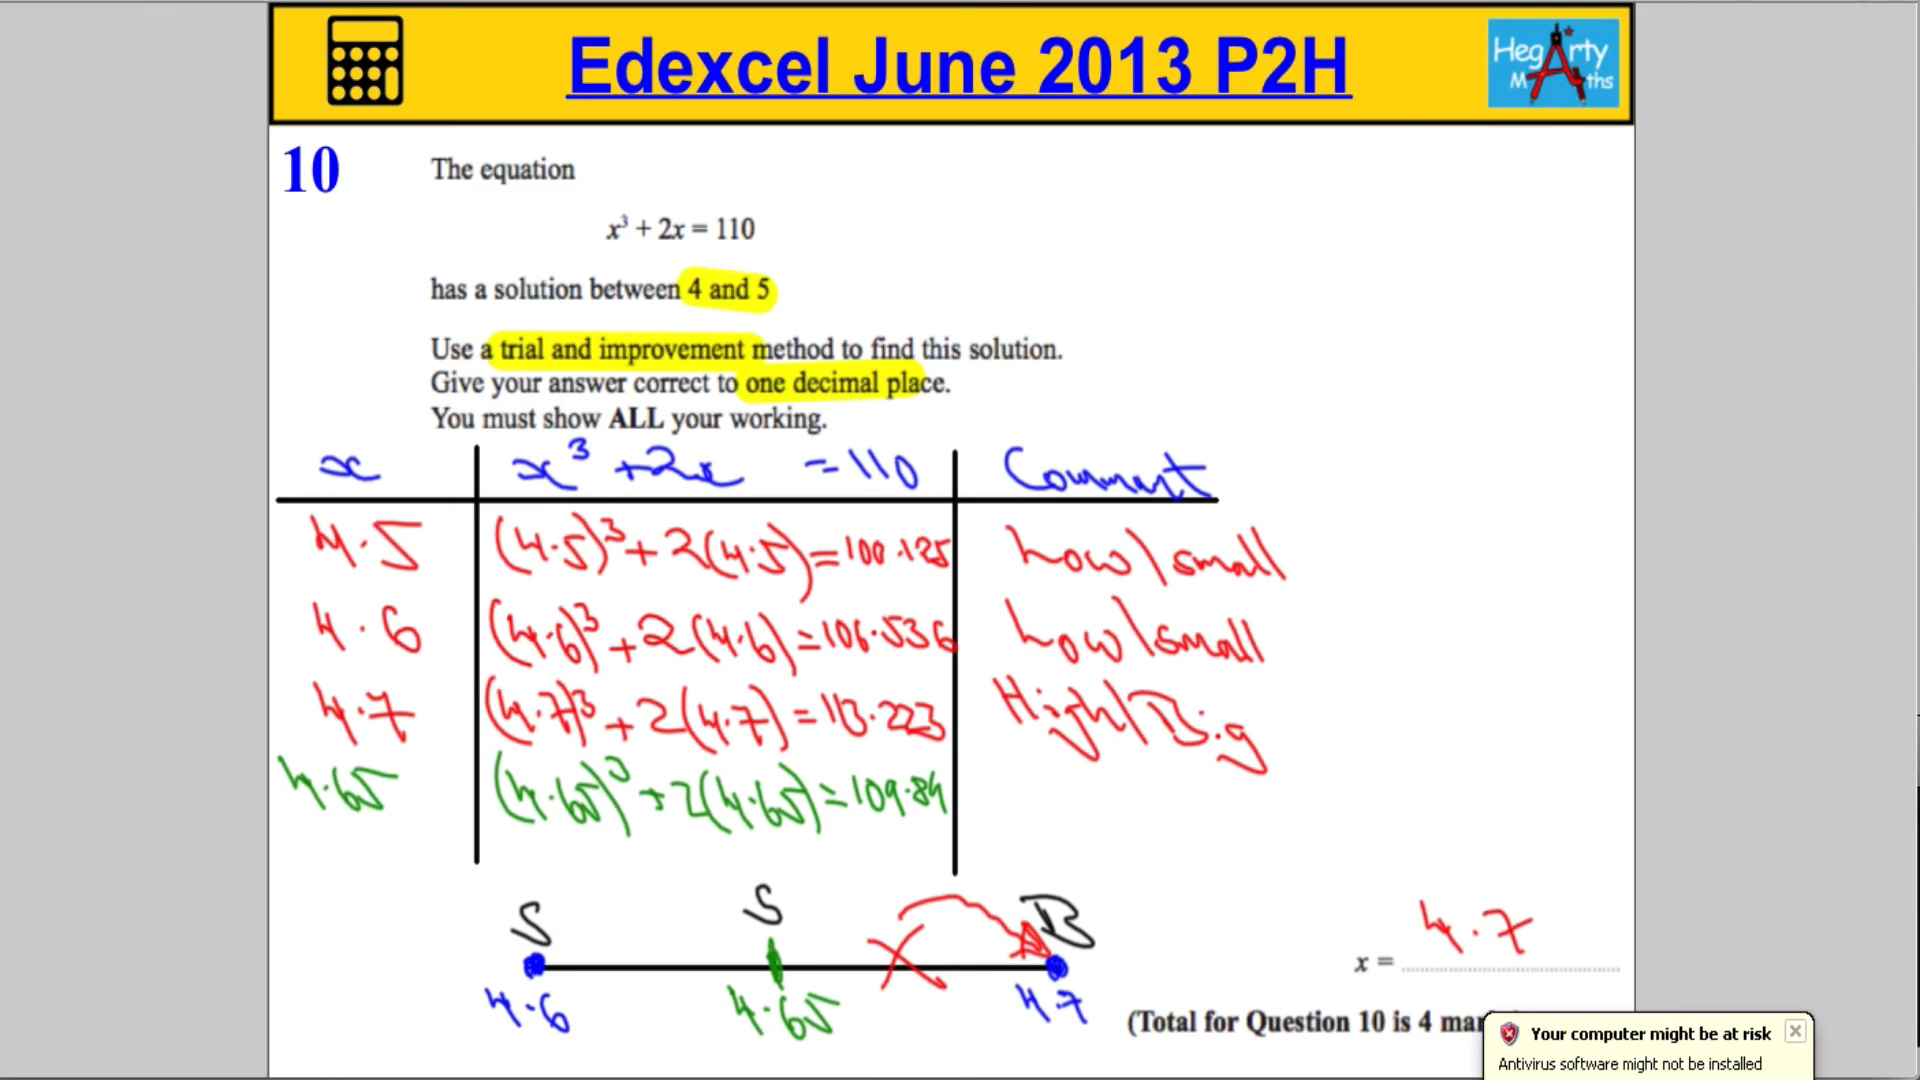 Edexcel June 2013 P2H
HegArty
Maths
10
The equation
x³ + 2x = 110
has a solution between 4 and 5
Use a trial and improvement method to find this solution.
Give your answer correct to one decimal place.
You must show ALL your working.
x x³ +2x =110 Comment
4.5 (4.5)³+2(4.5)=100.125 Low/small
4.6 (4.6)³+2(4.6)=106.536 Low/small
4.7 (4.7)³+2(4.7)=113.223 High/Big
4.65 (4.65)³+2(4.65)=109.84
S S B
4.6 4.65 4.7
x = 4.7
(Total for Question 10 is 4 mar
Your computer might be at risk
Antivirus software might not be installed